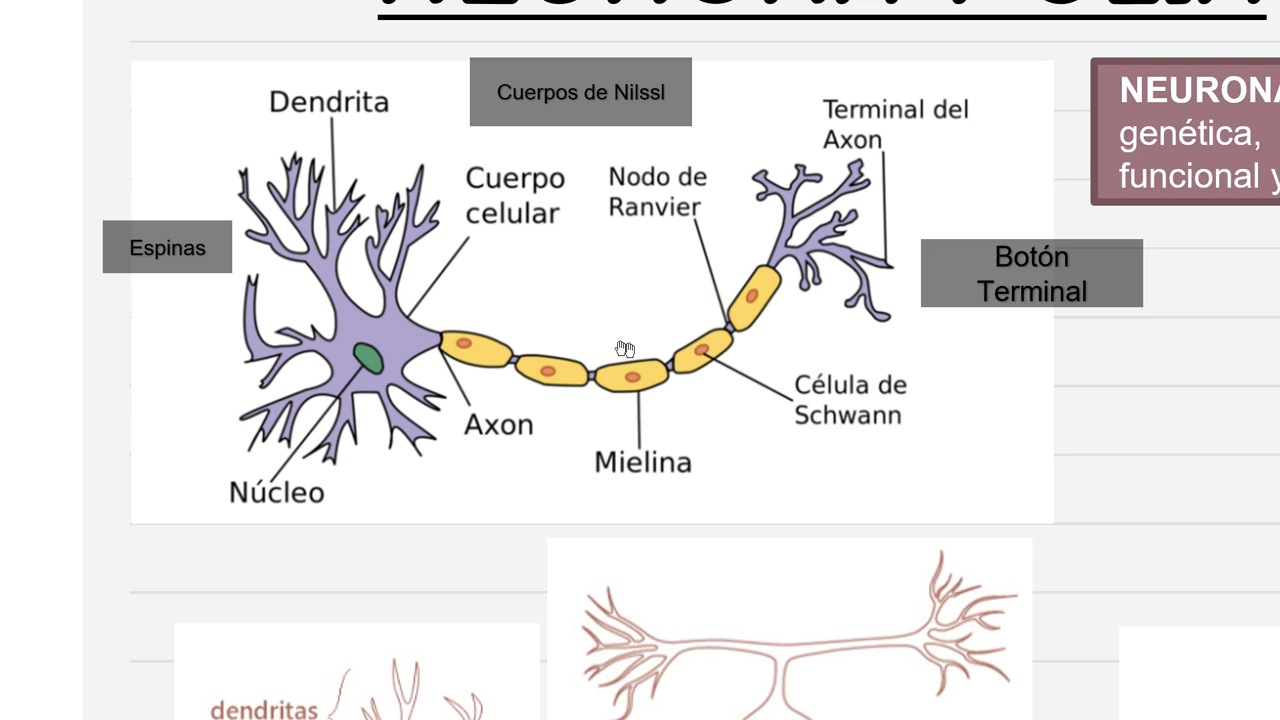 Dendrita
Cuerpos de Nilssl
Terminal del
Axon
NEURONA
genética,
funcional y
Cuerpo
celular
Nodo de
Ranvier
Espinas
Botón
Terminal
Célula de
Schwann
Axon
Mielina
Núcleo
dendritas